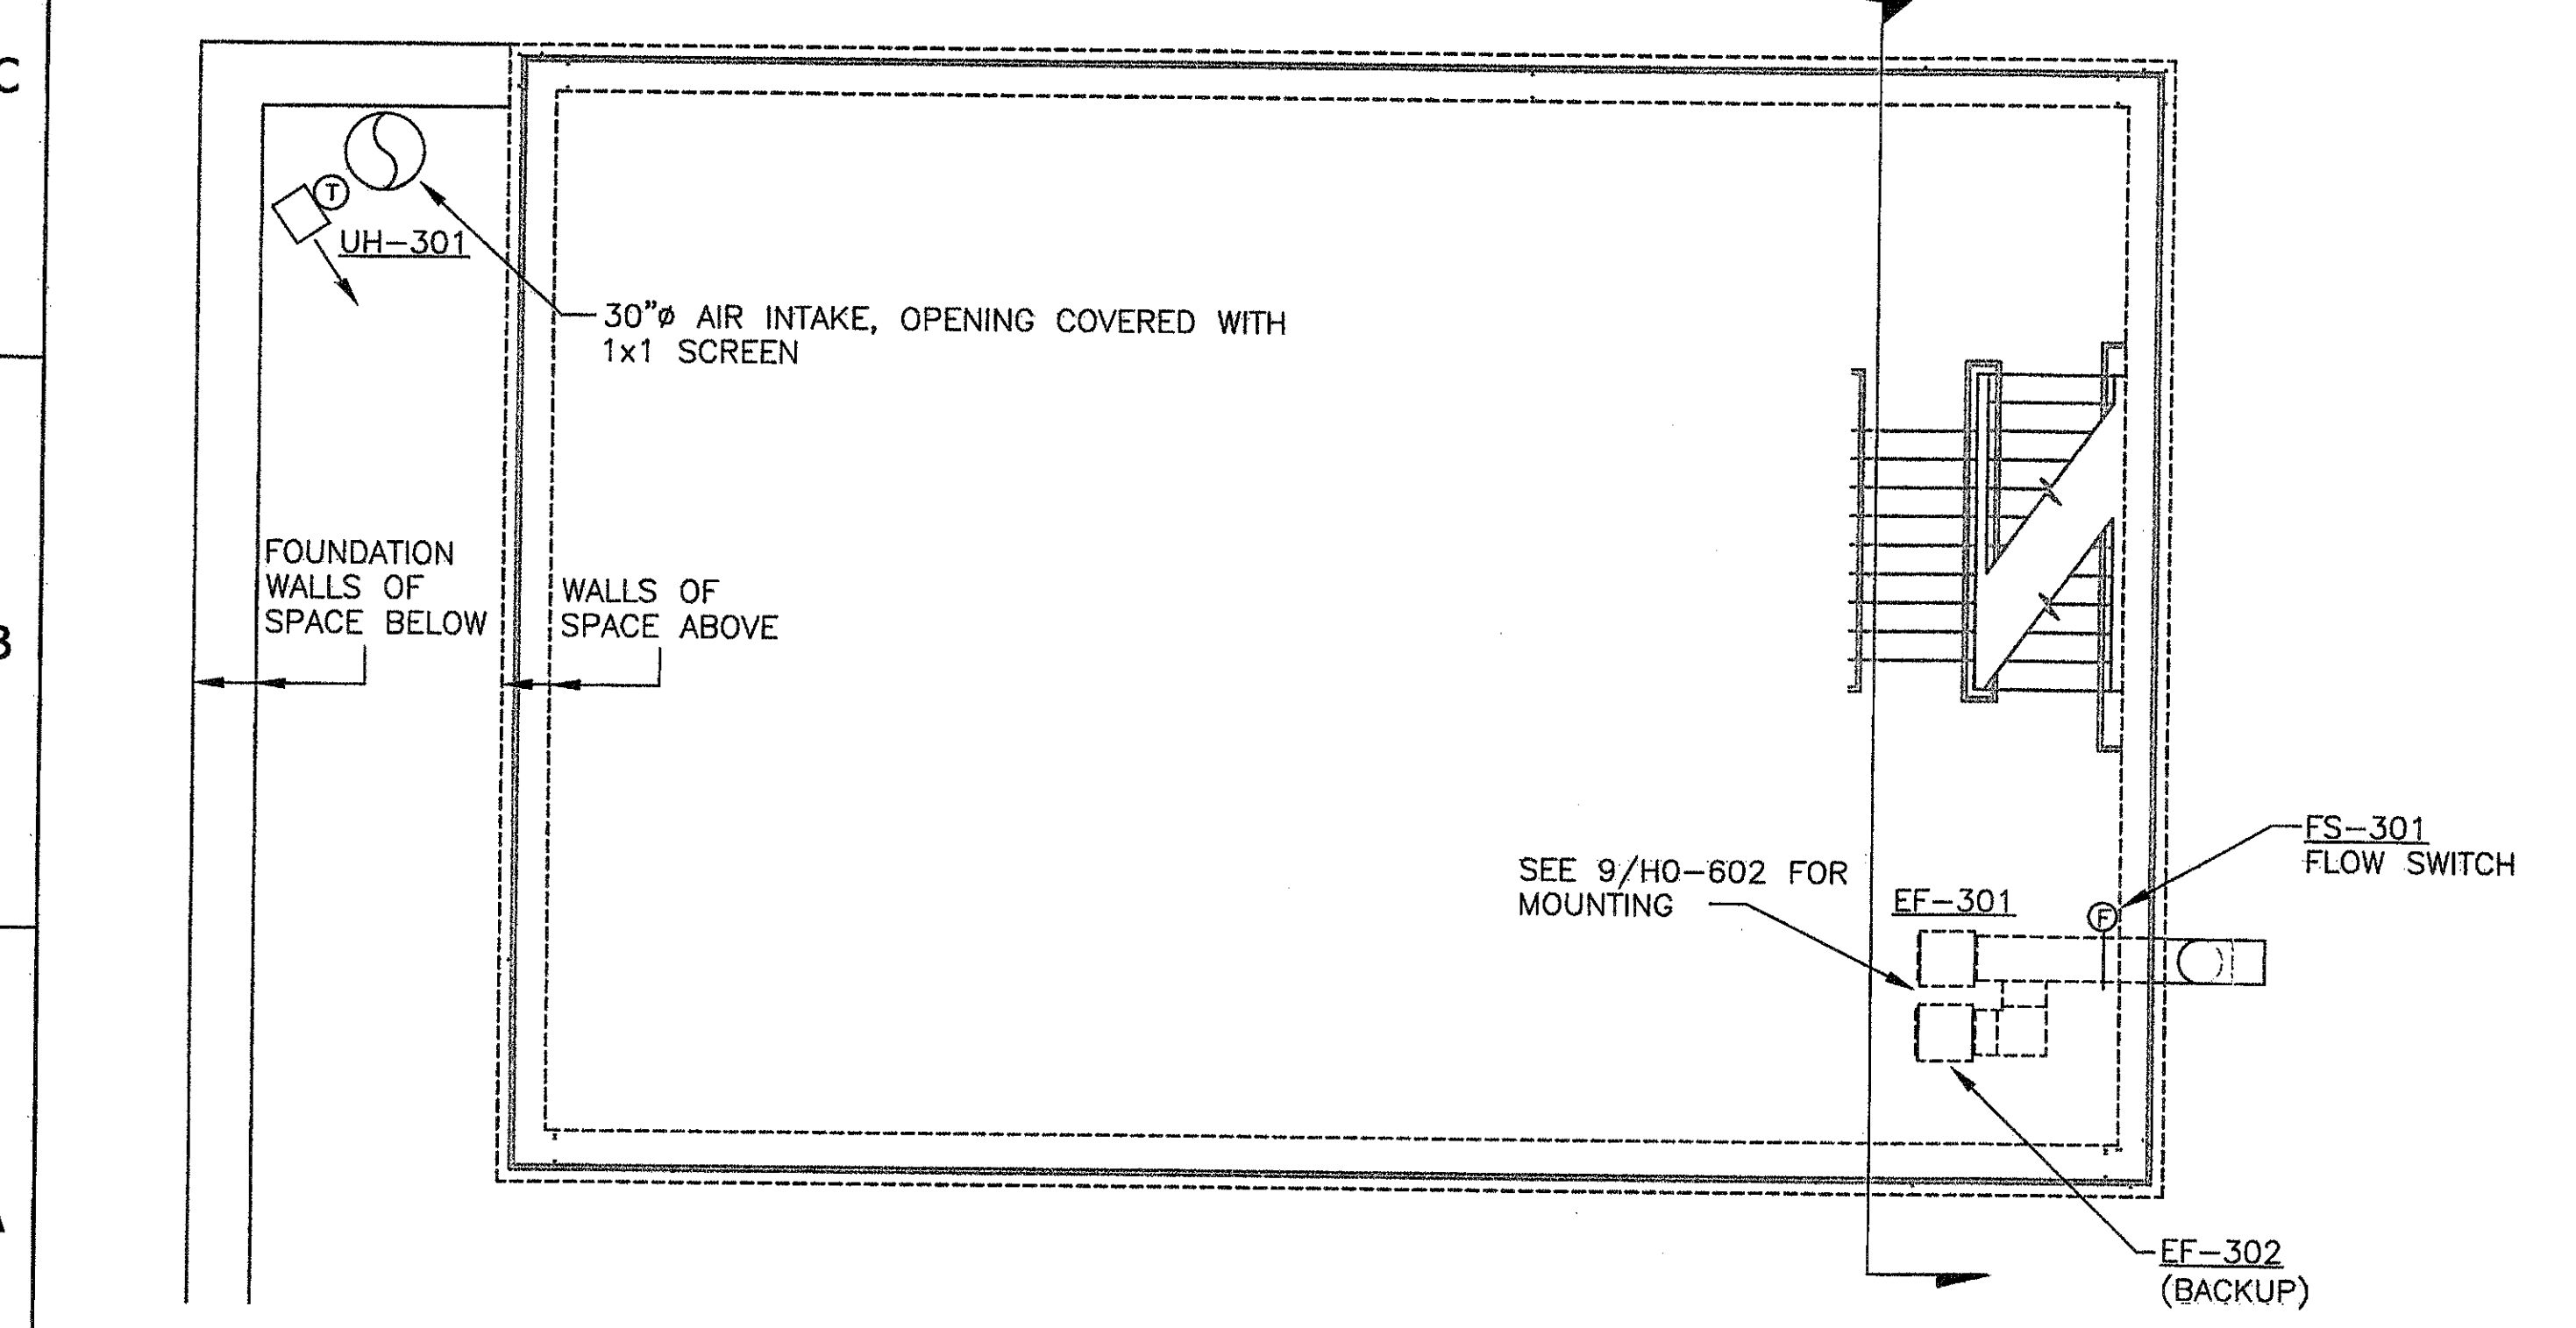 C
T
UH-301
30"ø AIR INTAKE, OPENING COVERED WITH
1x1 SCREEN
FOUNDATION
WALLS OF
SPACE BELOW
WALLS OF
SPACE ABOVE
B
SEE 9/H0-602 FOR
MOUNTING
EF-301
F
FS-301
FLOW SWITCH
A
EF-302
(BACKUP)